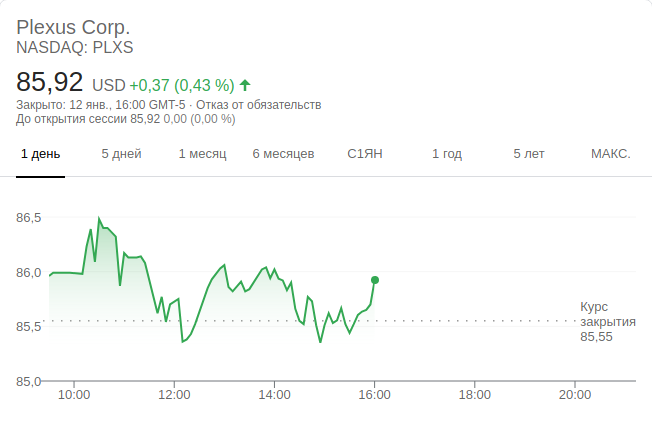 Plexus Corp.
NASDAQ: PLXS
85,92 USD +0,37 (0,43 %)
Закрыто: 12 янв., 16:00 GMT-5 · Отказ от обязательств
До открытия сессии 85,92 0,00 (0,00 %)
1 день 5 дней 1 месяц 6 месяцев С1ЯН 1 год 5 лет МАКС.
86,5
86,0
85,5
85,0
Курс
закрытия
85,55
10:00 12:00 14:00 16:00 18:00 20:00